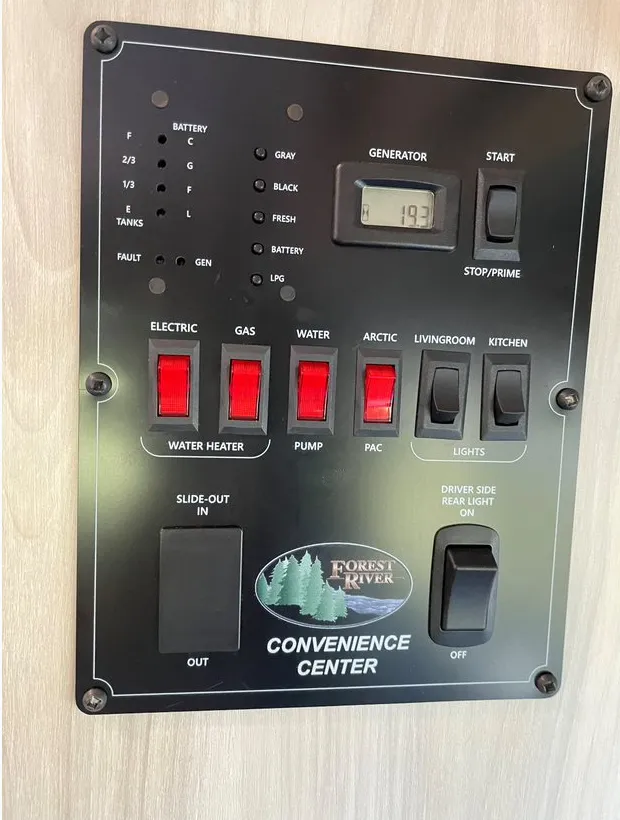 BATTERY
F C
2/3 G
1/3 F
E L
TANKS
FAULT GEN
GRAY
BLACK
FRESH
BATTERY
LPG
GENERATOR
19.3
START
STOP/PRIME
ELECTRIC
GAS
WATER HEATER
WATER
PUMP
ARCTIC
PAC
LIVINGROOM
KITCHEN
LIGHTS
SLIDE-OUT
IN
OUT
FOREST
RIVER
CONVENIENCE
CENTER
DRIVER SIDE
REAR LIGHT
ON
OFF